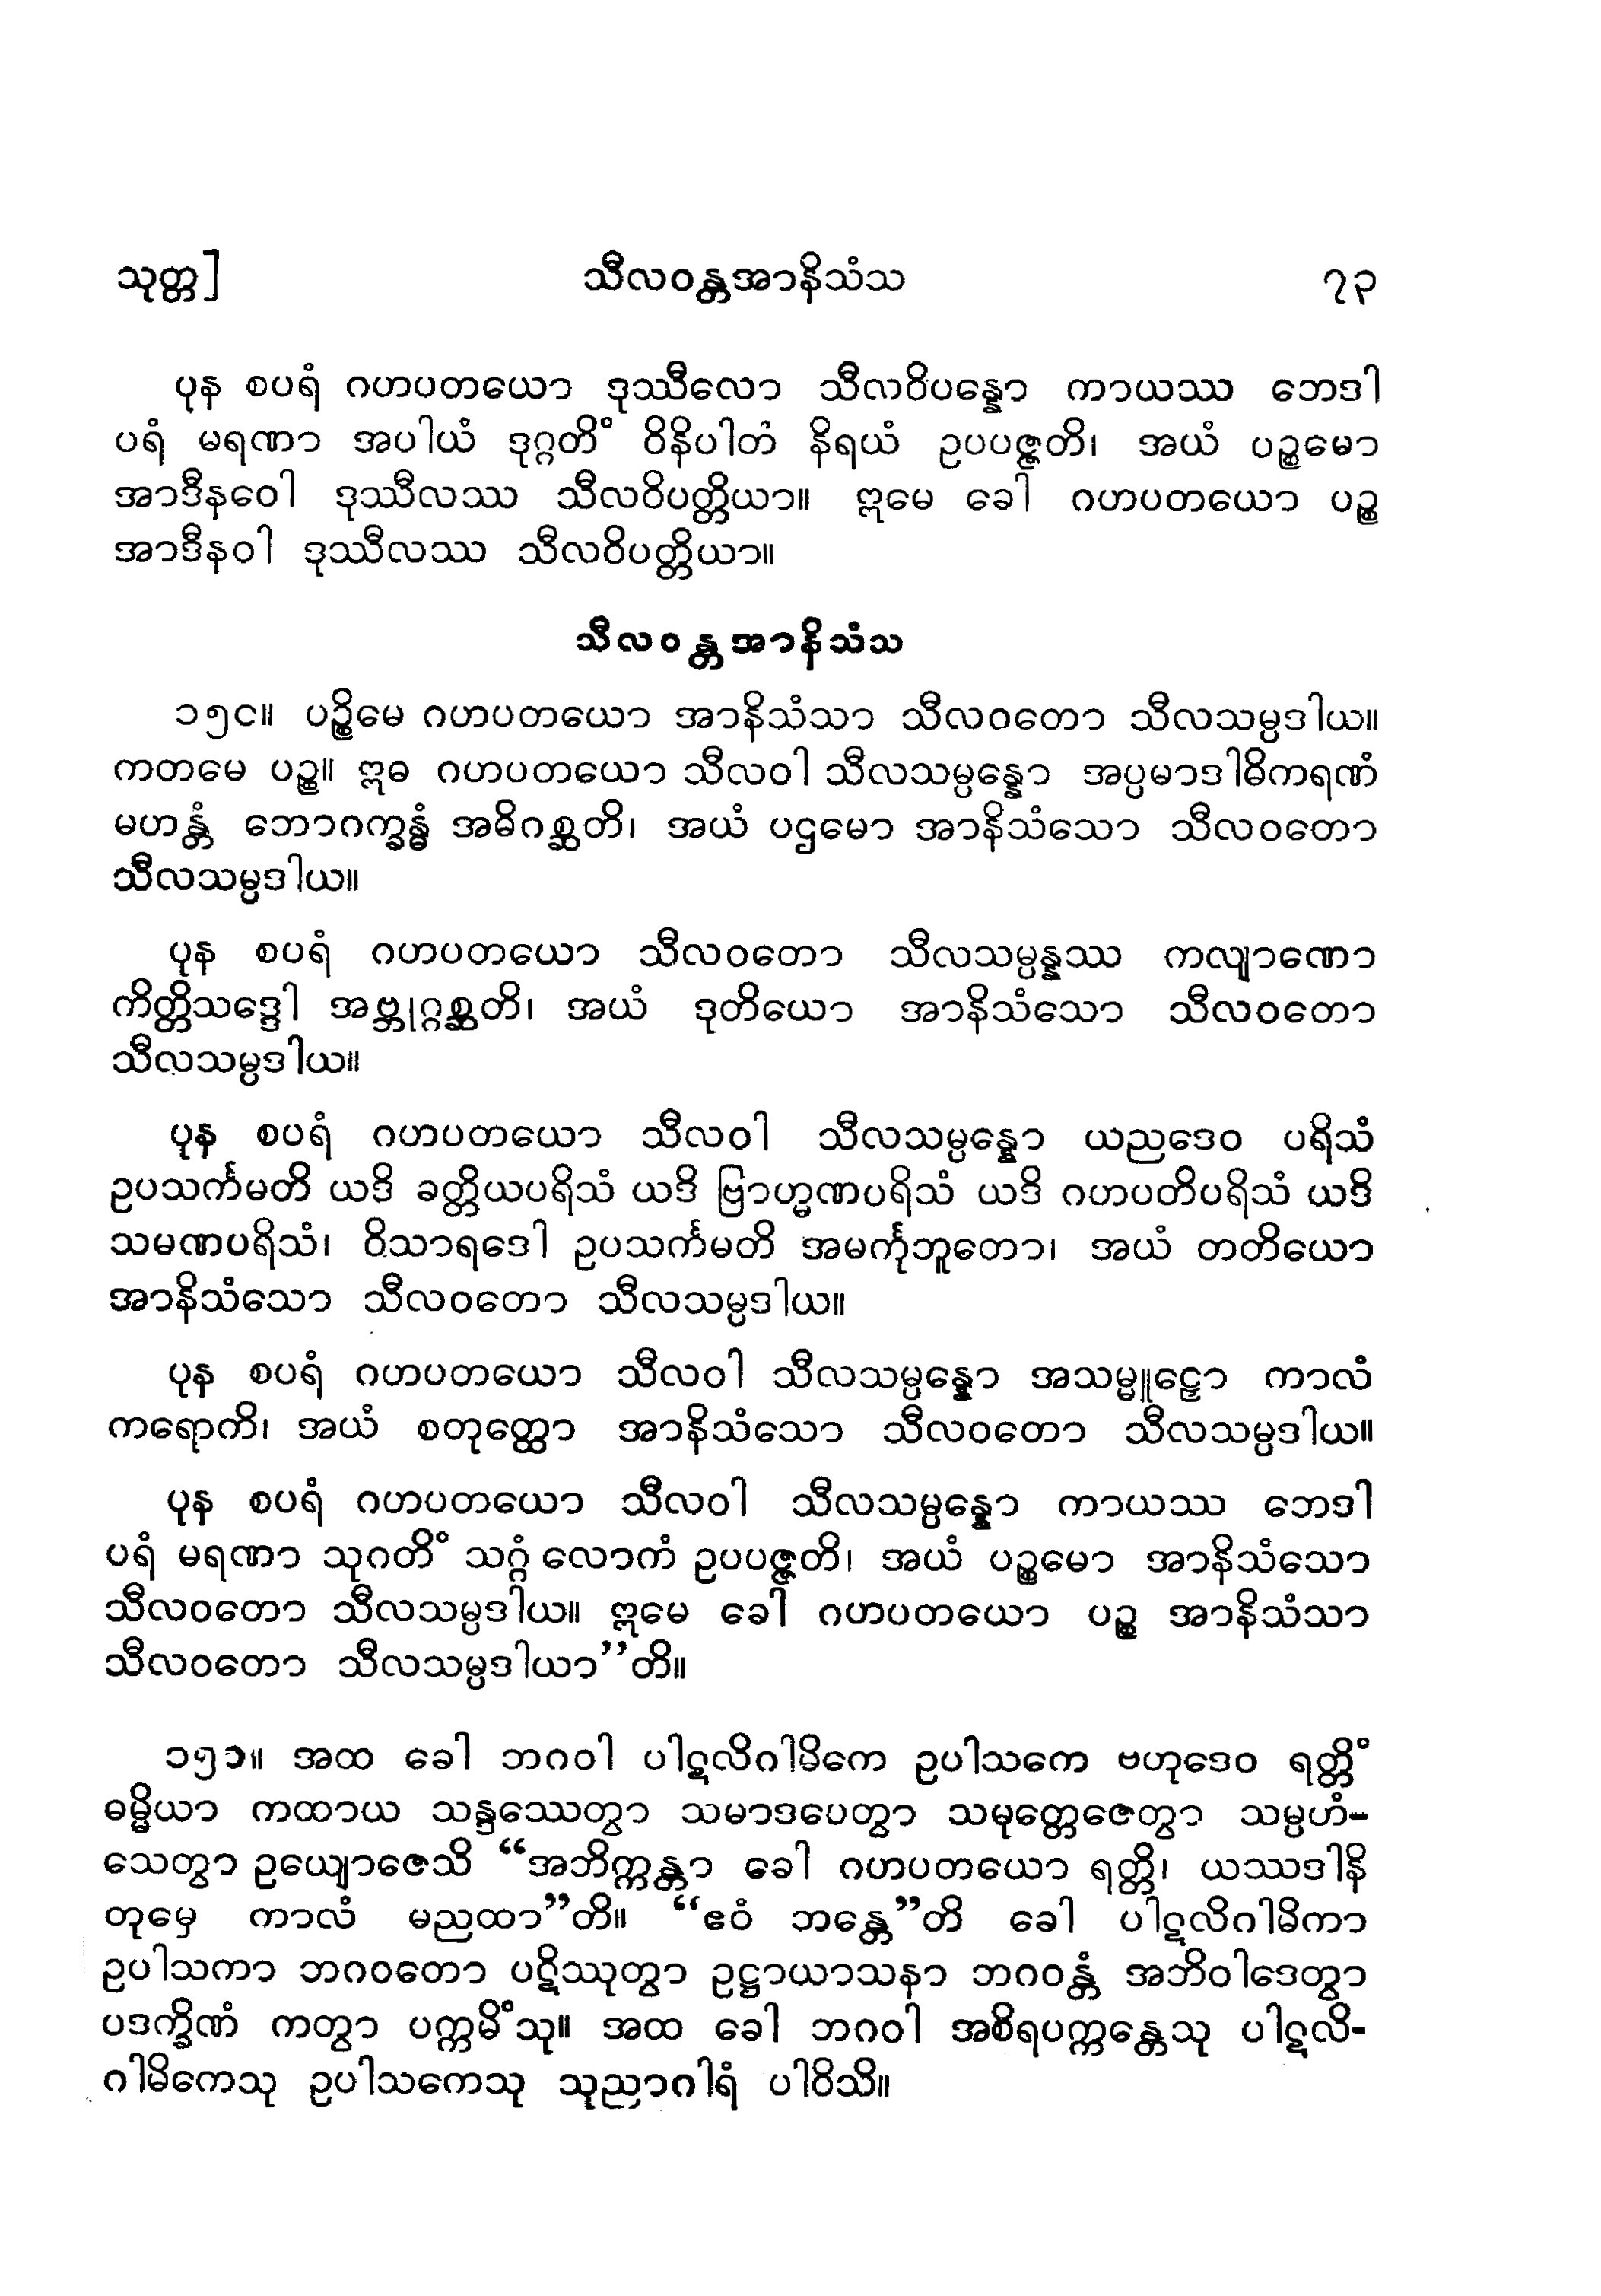 သုတ္တ] သီလဝန္တအာနိသံသ ၇၃
ပုန စပရံ ဂဟပတယော ဒုဿီလော သီလဝိပန္နော ကာယဿ ဘေဒါ
ပရံ မရဏာ အပါယံ ဒုဂ္ဂတိံ ဝိနိပါတံ နိရယံ ဥပပဇ္ဇတိ၊ အယံ ပဉ္စမော
အာဒီနဝေါ ဒုဿီလဿ သီလဝိပတ္တိယာ။ ဣမေ ခေါ ဂဟပတယော ပဉ္စ
အာဒီနဝါ ဒုဿီလဿ သီလဝိပတ္တိယာ။
သီလဝန္တအာနိသံသ
၁၅၀။ ပဉ္စိမေ ဂဟပတယော အာနိသံသာ သီလဝတော သီလသမ္ပဒါယ။
ကတမေ ပဉ္စ။ ဣဓ ဂဟပတယော သီလဝါ သီလသမ္ပန္နော အပ္ပမာဒါဓိကရဏံ
မဟန္တံ ဘောဂက္ခန္ဓံ အဓိဂစ္ဆတိ၊ အယံ ပဌမော အာနိသံသော သီလဝတော
သီလသမ္ပဒါယ။
ပုန စပရံ ဂဟပတယော သီလဝတော သီလသမ္ပန္နဿ ကလျာဏော
ကိတ္တိသဒ္ဒေါ အဗ္ဘုဂ္ဂစ္ဆတိ၊ အယံ ဒုတိယော အာနိသံသော သီလဝတော
သီလသမ္ပဒါယ။
ပုန စပရံ ဂဟပတယော သီလဝါ သီလသမ္ပန္နော ယညဒေဝ ပရိသံ
ဥပသင်္ကမတိ ယဒိ ခတ္တိယပရိသံ ယဒိ ဗြာဟ္မဏပရိသံ ယဒိ ဂဟပတိပရိသံ ယဒိ
သမဏပရိသံ၊ ဝိသာရဒေါ ဥပသင်္ကမတိ အမင်္ကုဘူတော၊ အယံ တတိယော
အာနိသံသော သီလဝတော သီလသမ္ပဒါယ။
ပုန စပရံ ဂဟပတယော သီလဝါ သီလသမ္ပန္နော အသမ္မူဠှော ကာလံ
ကရောကိ၊ အယံ စတုတ္ထော အာနိသံသော သီလဝတော သီလသမ္ပဒါယ။
ပုန စပရံ ဂဟပတယော သီလဝါ သီလသမ္ပန္နော ကာယဿ ဘေဒါ
ပရံ မရဏာ သုဂတိံ သဂ္ဂံ လောကံ ဥပပဇ္ဇတိ၊ အယံ ပဉ္စမော အာနိသံသော
သီလဝတော သီလသမ္ပဒါယ။ ဣမေ ခေါ ဂဟပတယော ပဉ္စ အာနိသံသာ
သီလဝတော သီလသမ္ပဒါယာ”တိ။
၁၅၁။ အထ ခေါ ဘဂဝါ ပါဋလိဂါမိကေ ဥပါသကေ ဗဟုဒေဝ ရတ္တိံ
ဓမ္မိယာ ကထာယ သန္ဒဿေတွာ သမာဒပေတွာ သမုတ္တေဇေတွာ သမ္ပဟံ-
သေတွာ ဥယျောဇေသိ “အဘိက္ကန္တာ ခေါ ဂဟပတယော ရတ္တိ၊ ယဿဒါနိ
တုမှေ ကာလံ မညထာ”တိ။ “ဧဝံ ဘန္တေ”တိ ခေါ ပါဋလိဂါမိကာ
ဥပါသကာ ဘဂဝတော ပဋိဿုတွာ ဥဋ္ဌာယာသနာ ဘဂဝန္တံ အဘိဝါဒေတွာ
ပဒက္ခိဏံ ကတွာ ပက္ကမိံသု။ အထ ခေါ ဘဂဝါ အစိရပက္ကန္တေသု ပါဋလိ-
ဂါမိကေသု ဥပါသကေသု သုညာဂါရံ ပါဝိသိ။